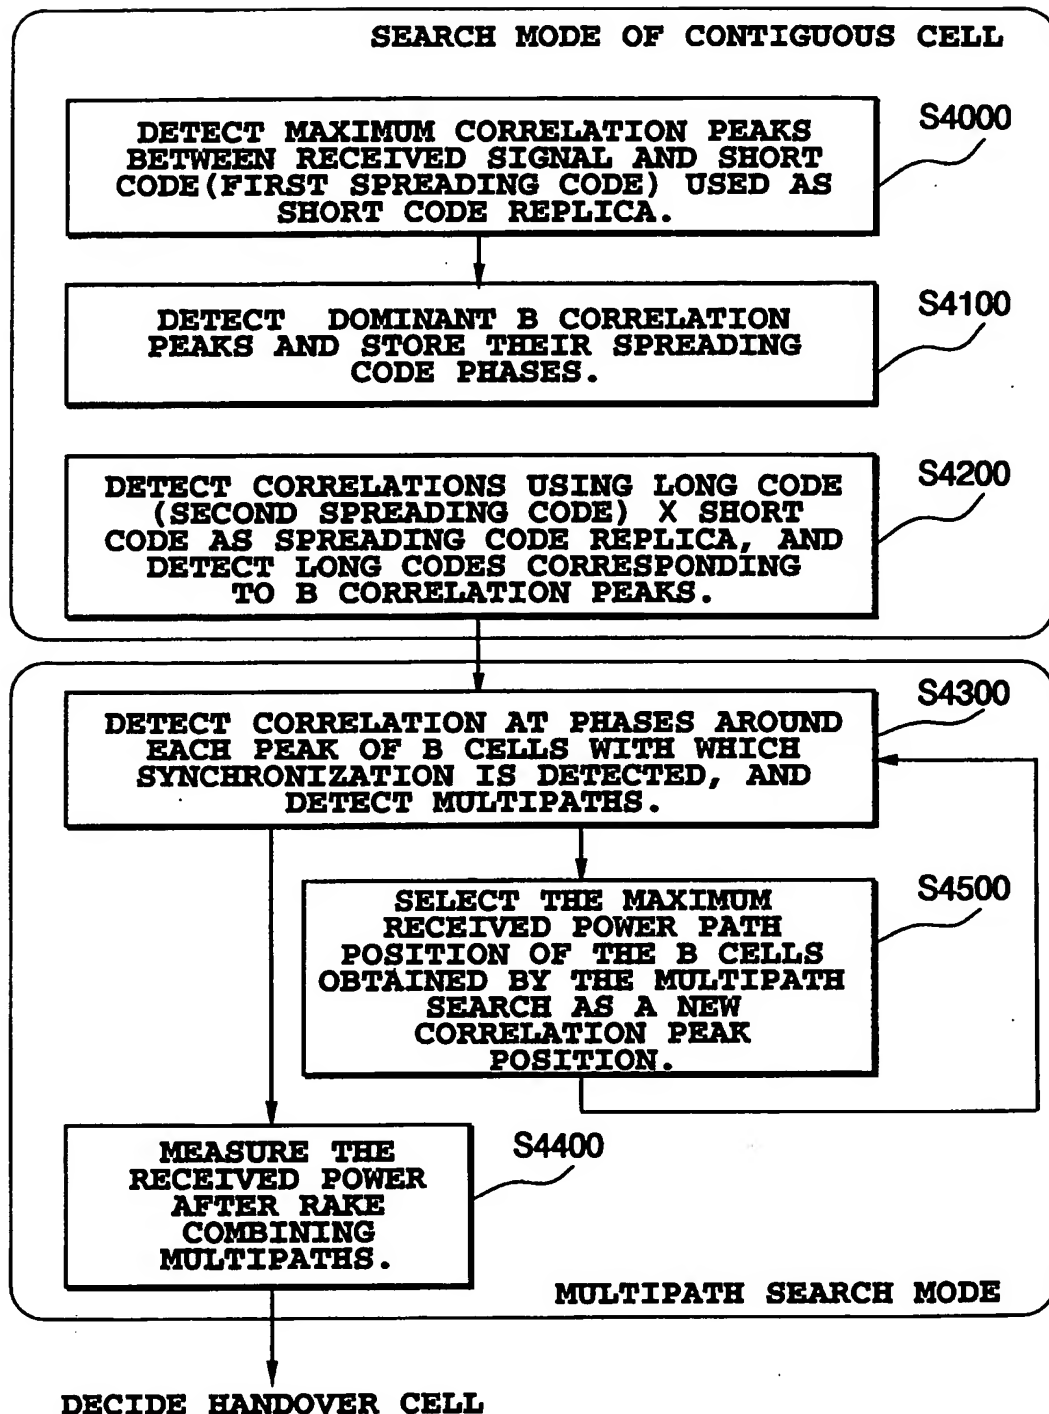 SEARCH MODE OF CONTIGUOUS CELL
S4000
DETECT MAXIMUM CORRELATION PEAKS
BETWEEN RECEIVED SIGNAL AND SHORT
CODE(FIRST SPREADING CODE) USED AS
SHORT CODE REPLICA.
S4100
DETECT DOMINANT B CORRELATION
PEAKS AND STORE THEIR SPREADING
CODE PHASES.
S4200
DETECT CORRELATIONS USING LONG CODE
(SECOND SPREADING CODE) X SHORT
CODE AS SPREADING CODE REPLICA, AND
DETECT LONG CODES CORRESPONDING
TO B CORRELATION PEAKS.
S4300
DETECT CORRELATION AT PHASES AROUND
EACH PEAK OF B CELLS WITH WHICH
SYNCHRONIZATION IS DETECTED, AND
DETECT MULTIPATHS.
S4500
SELECT THE MAXIMUM
RECEIVED POWER PATH
POSITION OF THE B CELLS
OBTAINED BY THE MULTIPATH
SEARCH AS A NEW
CORRELATION PEAK
POSITION.
S4400
MEASURE THE
RECEIVED POWER
AFTER RAKE
COMBINING
MULTIPATHS.
MULTIPATH SEARCH MODE
DECIDE HANDOVER CELL